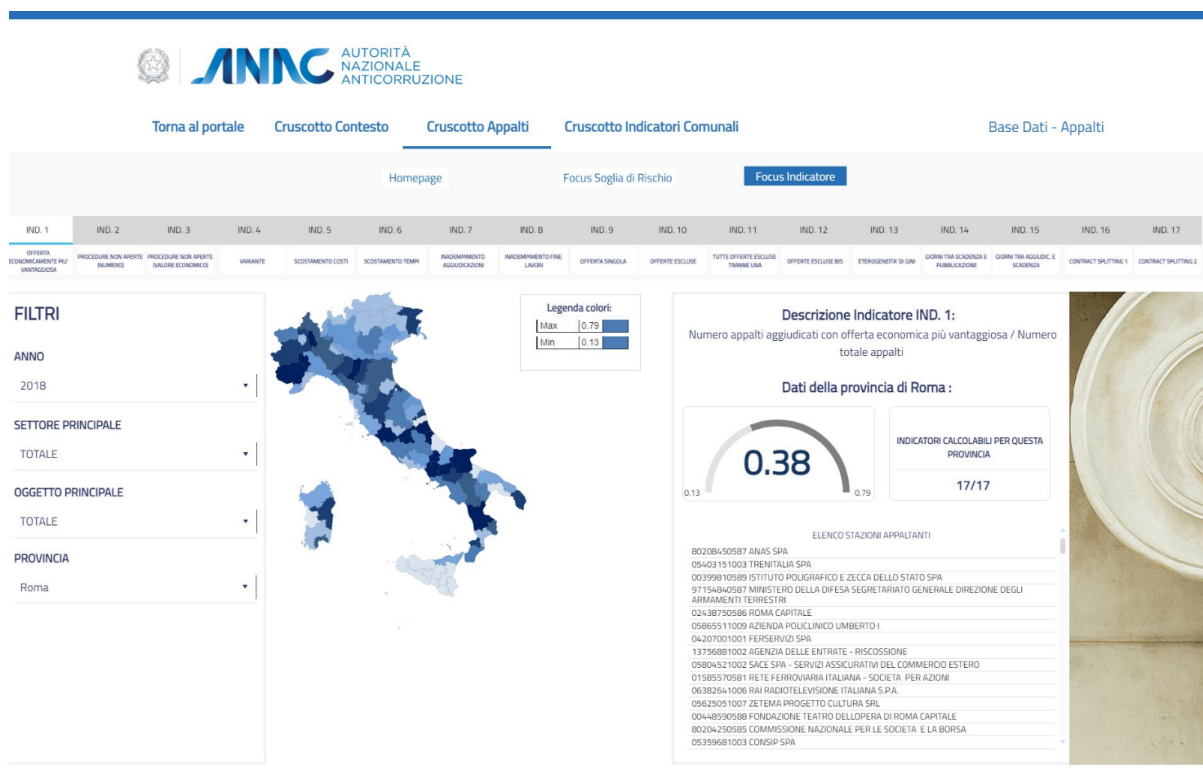 ANAC
AUTORITÀ
NAZIONALE
ANTICORRUZIONE
Torna al portale
Cruscotto Contesto
Cruscotto Appalti
Cruscotto Indicatori Comunali
Base Dati - Appalti
Homepage
Focus Soglia di Rischio
Focus Indicatore
IND. 1
IND. 2
IND. 3
IND. 4
IND. 5
IND. 6
IND. 7
IND. 8
IND. 9
IND. 10
IND. 11
IND. 12
IND. 13
IND. 14
IND. 15
IND. 16
IND. 17
OFFERTA
ECONOMICAMENTE PIU'
VANTAGGIOSA
PROCEDURE NON APERTE
(NUMERO)
PROCEDURE NON APERTE
(VALORE ECONOMICO)
VARIANTE
SCOSTAMENTO COSTI
SCOSTAMENTO TEMPI
INADEMPIMENTO
AGGIUDICAZIONI
INADEMPIMENTO FINE
LAVORI
OFFERTA SINGOLA
OFFERTE ESCLUSE
TUTTE OFFERTE ESCLUSE
TRANNE UNA
OFFERTE ESCLUSE BIS
ETEROGENEITA' DI GINI
GIORNI TRA SCADENZA E
PUBBLICAZIONE
GIORNI TRA AGGIUDIC. E
SCADENZA
CONTRACT SPLITTING 1
CONTRACT SPLITTING 2
FILTRI
ANNO
2018
SETTORE PRINCIPALE
TOTALE
OGGETTO PRINCIPALE
TOTALE
PROVINCIA
Roma
Legenda colori:
Max 0.79
Min 0.13
Descrizione Indicatore IND. 1:
Numero appalti aggiudicati con offerta economica più vantaggiosa / Numero
totale appalti
Dati della provincia di Roma :
0.38
0.13
0.79
INDICATORI CALCOLABILI PER QUESTA
PROVINCIA
17/17
ELENCO STAZIONI APPALTANTI
80208450587 ANAS SPA
05403151003 TRENITALIA SPA
00399810589 ISTITUTO POLIGRAFICO E ZECCA DELLO STATO SPA
97154840587 MINISTERO DELLA DIFESA SEGRETARIATO GENERALE DIREZIONE DEGLI
ARMAMENTI TERRESTRI
02438750586 ROMA CAPITALE
05865511009 AZIENDA POLICLINICO UMBERTO I
04207001001 FERSERVIZI SPA
13756881002 AGENZIA DELLE ENTRATE - RISCOSSIONE
05804521002 SACE SPA - SERVIZI ASSICURATIVI DEL COMMERCIO ESTERO
01585570581 RETE FERROVIARIA ITALIANA - SOCIETA PER AZIONI
06382641006 RAI RADIOTELEVISIONE ITALIANA S.P.A.
05625051007 ZETEMA PROGETTO CULTURA SRL
00448590588 FONDAZIONE TEATRO DELLOPERA DI ROMA CAPITALE
80204250585 COMMISSIONE NAZIONALE PER LE SOCIETA E LA BORSA
05359681003 CONSIP SPA